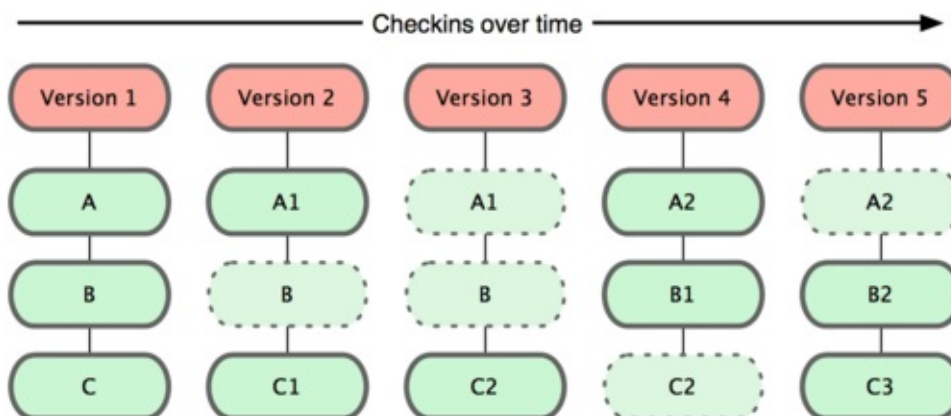 Checkins over time
Version 1 Version 2 Version 3 Version 4 Version 5
A A1 A1 A2 A2
B B B B1 B2
C C1 C2 C2 C3